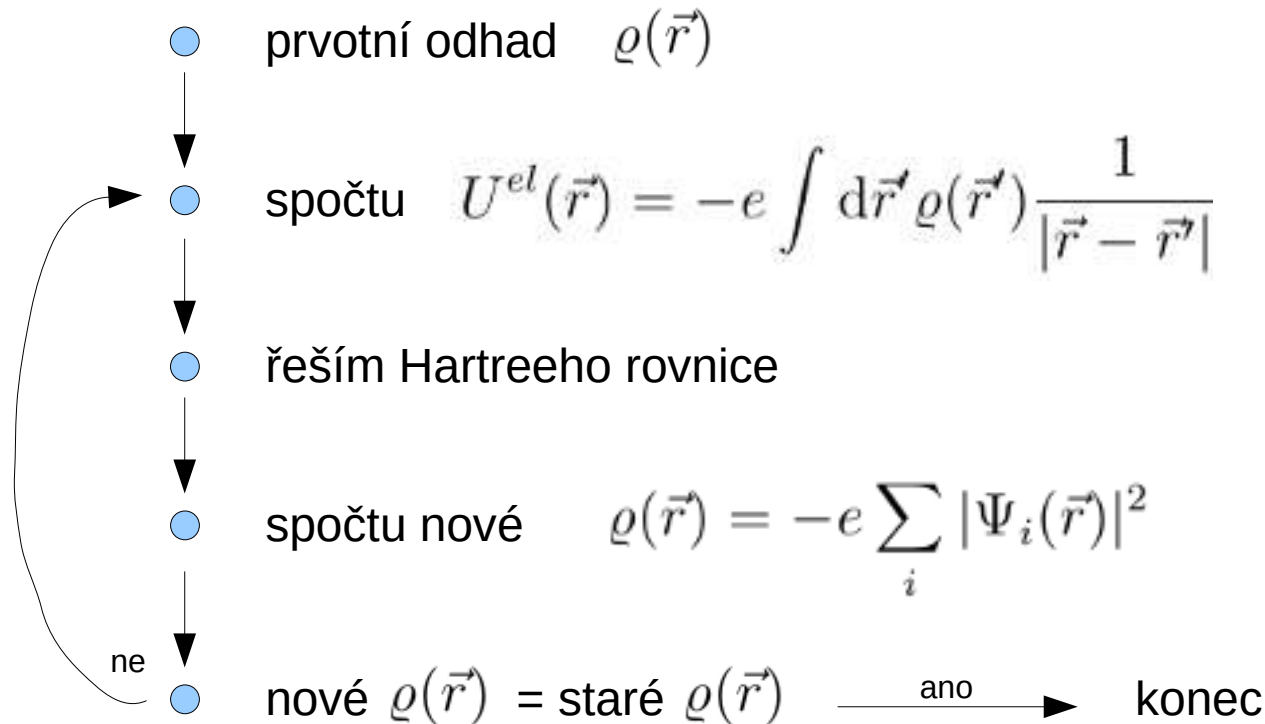 prvotní odhad ϱ(r⃗)
spočtu U^{el}(r⃗) = −e ∫ dr⃗′ϱ(r⃗′) 1/|r⃗ − r⃗′|
řeším Hartreeho rovnice
spočtu nové ϱ(r⃗) = −e ∑_i |Ψ_i(r⃗)|²
ne
nové ϱ(r⃗) = staré ϱ(r⃗) ano konec